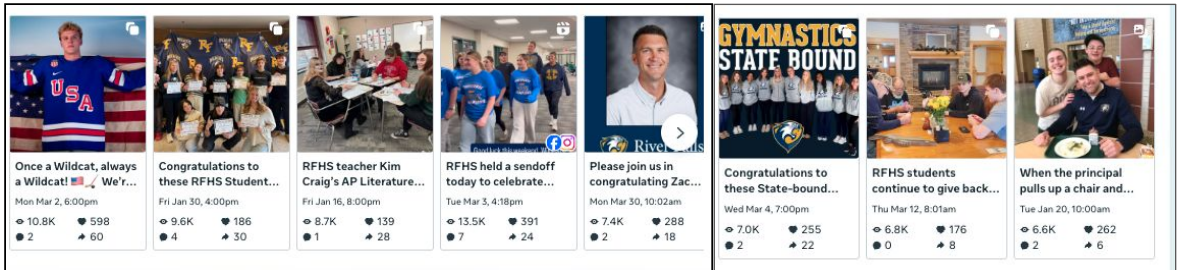 USA
Good luck this weekend, W
River
GYMNASTICS
STATE BOUND
Once a Wildcat, always
a Wildcat! 🇺🇸🏒 We'r...
Mon Mar 2, 6:00pm
10.8K 598
2 60
Congratulations to
these RFHS Student...
Fri Jan 30, 4:00pm
9.6K 186
4 30
RFHS teacher Kim
Craig's AP Literature...
Fri Jan 16, 8:00pm
8.7K 139
1 28
RFHS held a sendoff
today to celebrate...
Tue Mar 3, 4:18pm
13.5K 391
7 24
Please join us in
congratulating Zac...
Mon Mar 30, 10:02am
7.4K 288
2 18
Congratulations to
these State-bound...
Wed Mar 4, 7:00pm
7.0K 255
2 22
RFHS students
continue to give back...
Thu Mar 12, 8:01am
6.8K 176
0 8
When the principal
pulls up a chair and...
Tue Jan 20, 10:00am
6.6K 262
2 6